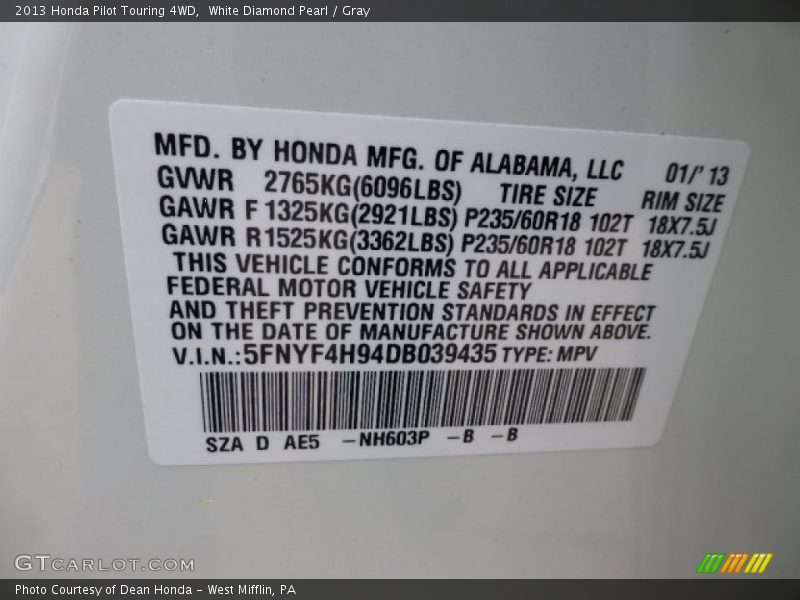 2013 Honda Pilot Touring 4WD, White Diamond Pearl / Gray
MFD. BY HONDA MFG. OF ALABAMA, LLC 01/'13
GVWR 2765KG(6096LBS) TIRE SIZE RIM SIZE
GAWR F 1325KG(2921LBS) P235/60R18 102T 18X7.5J
GAWR R 1525KG(3362LBS) P235/60R18 102T 18X7.5J
THIS VEHICLE CONFORMS TO ALL APPLICABLE
FEDERAL MOTOR VEHICLE SAFETY
AND THEFT PREVENTION STANDARDS IN EFFECT
ON THE DATE OF MANUFACTURE SHOWN ABOVE.
V.I.N.:5FNYF4H94DB039435 TYPE: MPV
SZA D AE5 –NH603P –B –B
GTCARLOT.COM
Photo Courtesy of Dean Honda – West Mifflin, PA